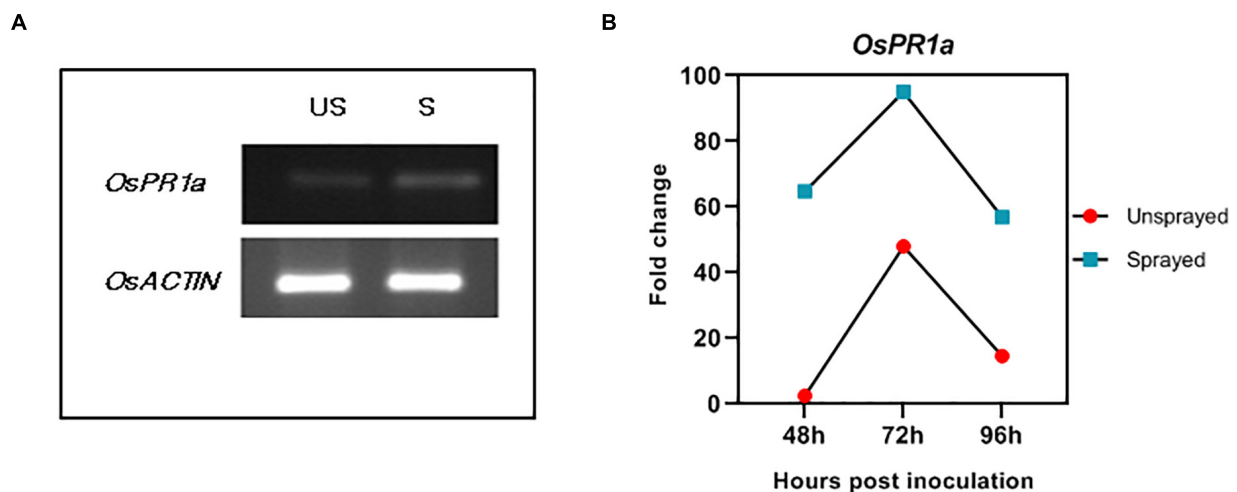 A
US S
OsPR1a
OsACTIN
B
OsPR1a
100
80
60
40
20
0
Fold change
48h 72h 96h
Hours post inoculation
Unsprayed
Sprayed